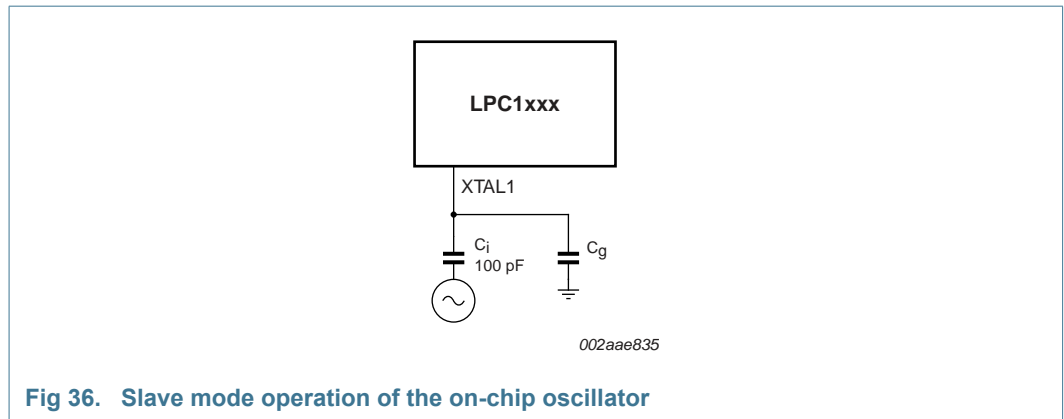 LPC1xxx
XTAL1
Ci
100 pF
Cg
002aae835
Fig 36. Slave mode operation of the on-chip oscillator